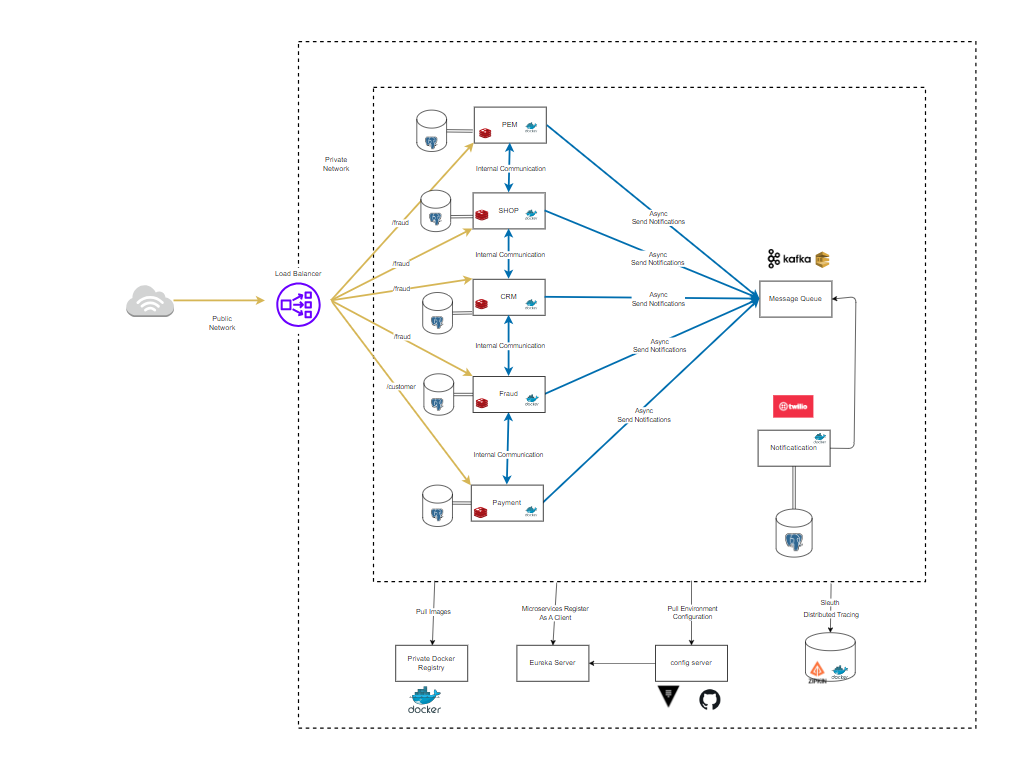 PEM
docker
Private
Network
Internal Communication
SHOP
docker
/fraud
Async
Send Notifications
Internal Communication
Async
Send Notifications
/fraud
kafka
Load Balancer
/fraud
CRM
docker
Async
Send Notifications
Message Queue
Public
Network
/fraud
Internal Communication
Async
Send Notifications
/customer
Fraud
docker
twilio
Async
Send Notifications
Internal Communication
Notificatication
docker
Payment
docker
Pull Images
Microservices Register
As A Client
Pull Environment
Configuration
Sleuth
Distributed Tracing
Private Docker
Registry
Eureka Server
config server
ZIPKIN
docker
docker